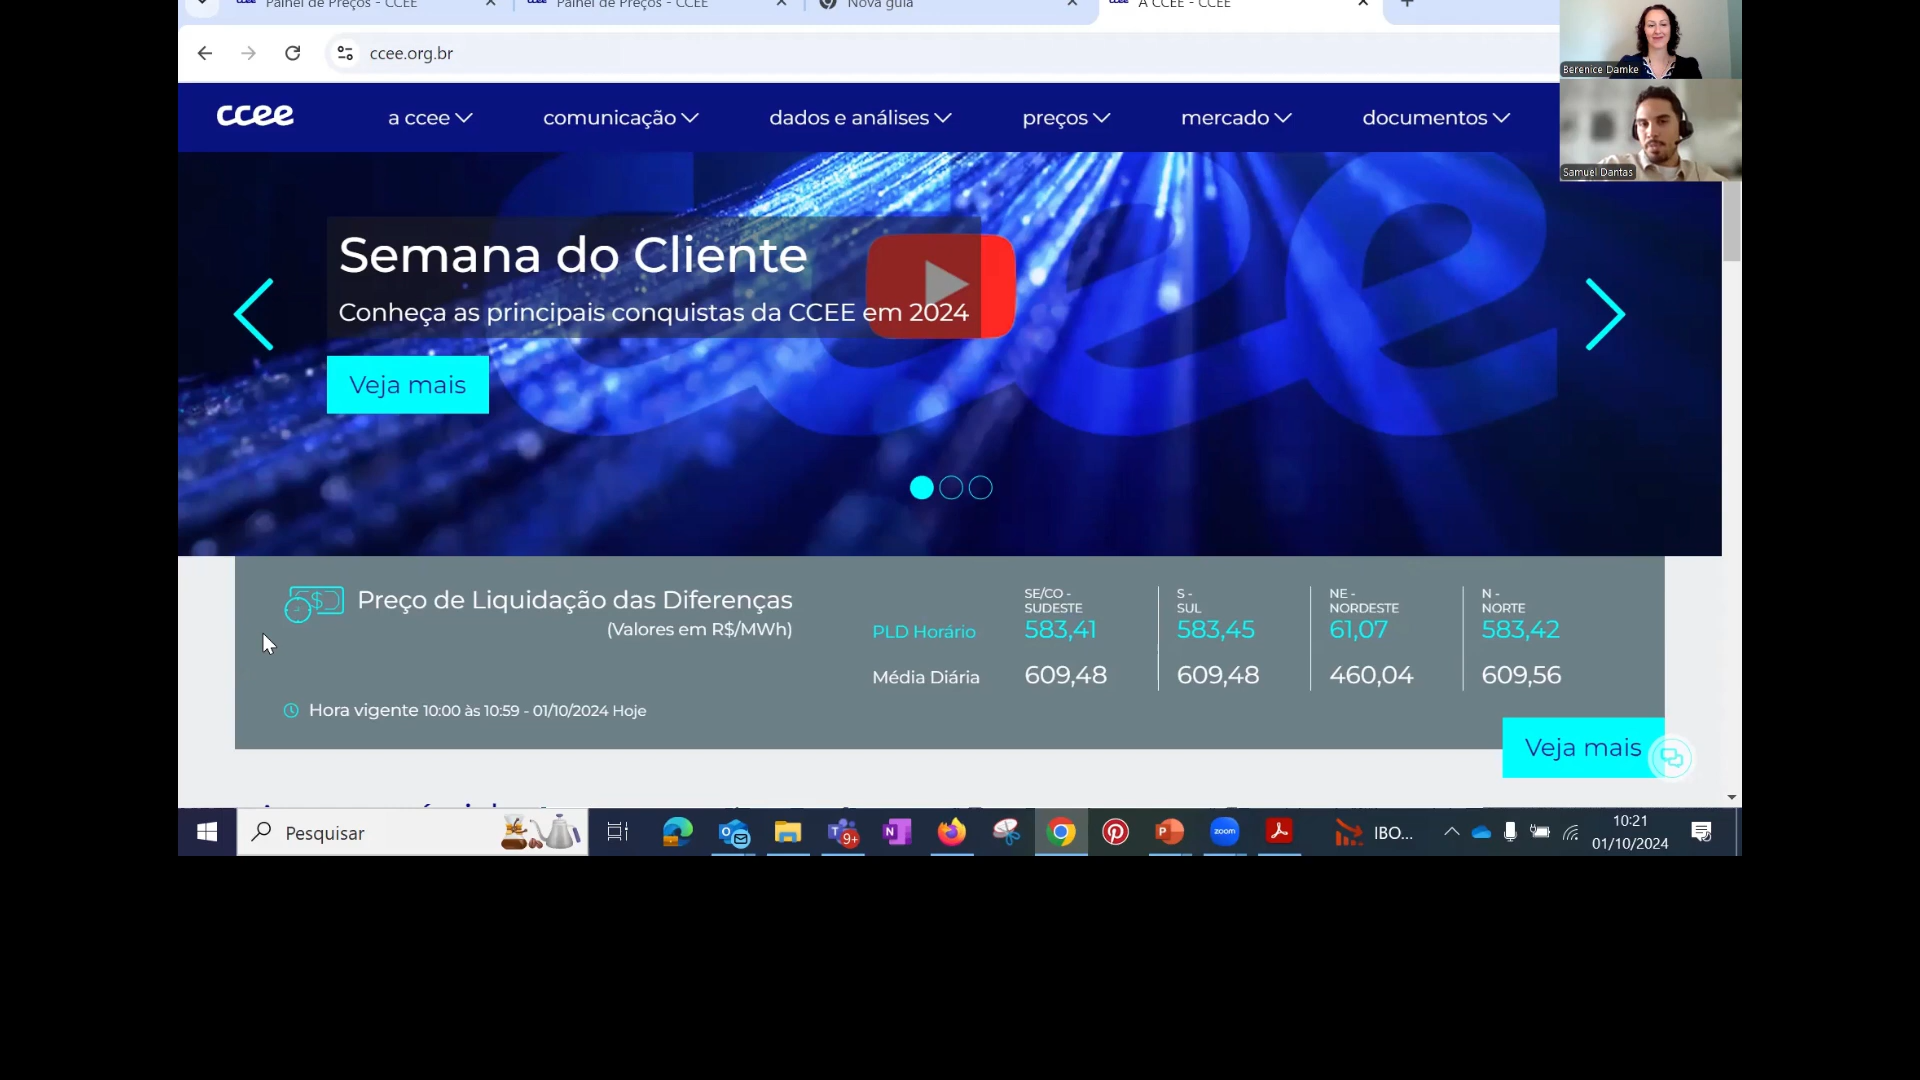 Painel de Preços - CCEE
Painel de Preços - CCEE
Nova guia
A CCEE - CCEE
ccee.org.br
ccee
a ccee
comunicação
dados e análises
preços
mercado
documentos
Berenice Damke
Samuel Dantas
Semana do Cliente
Conheça as principais conquistas da CCEE em 2024
Veja mais
Preço de Liquidação das Diferenças
(Valores em R$/MWh)
Hora vigente 10:00 às 10:59 - 01/10/2024 Hoje
SE/CO -
SUDESTE
S -
SUL
NE -
NORDESTE
N -
NORTE
PLD Horário
583,41
583,45
61,07
583,42
Média Diária
609,48
609,48
460,04
609,56
Veja mais
Pesquisar
9+
zoom
IBO...
10:21
01/10/2024